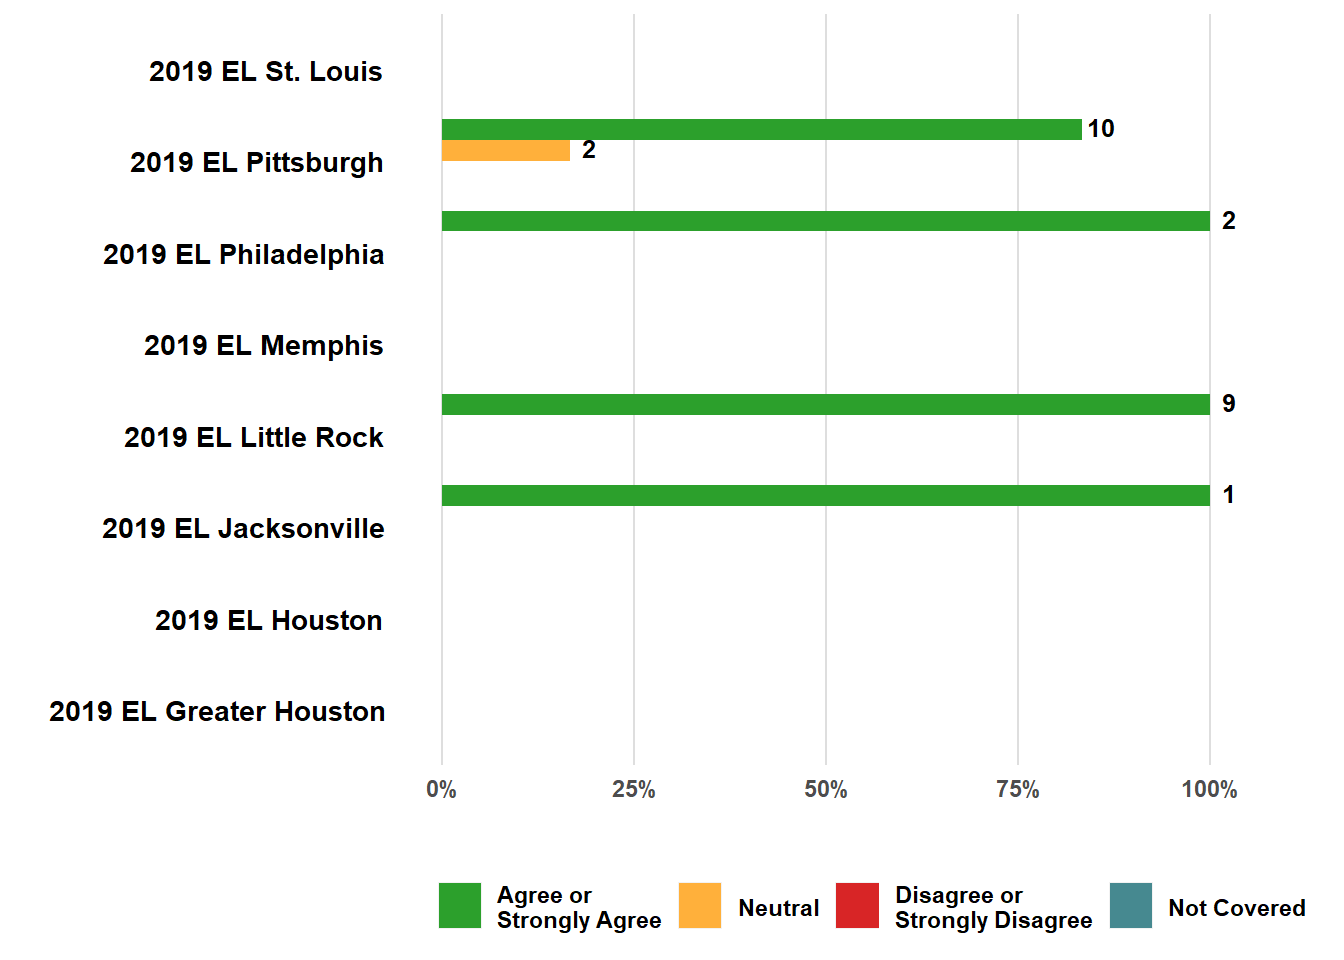 2019 EL St. Louis
10
2019 EL Pittsburgh
2
2019 EL Philadelphia
2
2019 EL Memphis
2019 EL Little Rock
9
2019 EL Jacksonville
1
2019 EL Houston
2019 EL Greater Houston
0% 25% 50% 75% 100%
Agree or
Strongly Agree
Neutral
Disagree or
Strongly Disagree
Not Covered